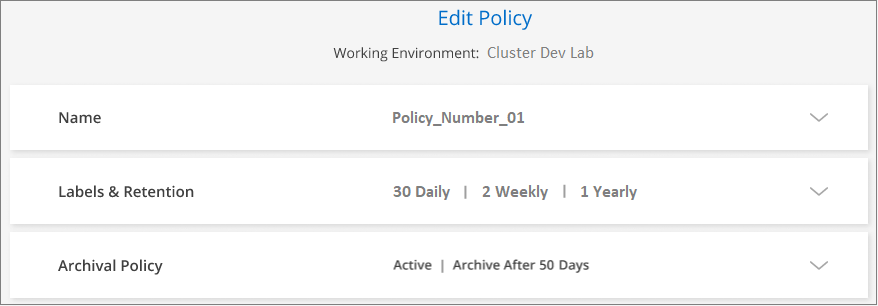 Edit Policy
Working Environment: Cluster Dev Lab
Name Policy_Number_01
Labels & Retention 30 Daily | 2 Weekly | 1 Yearly
Archival Policy Active | Archive After 50 Days